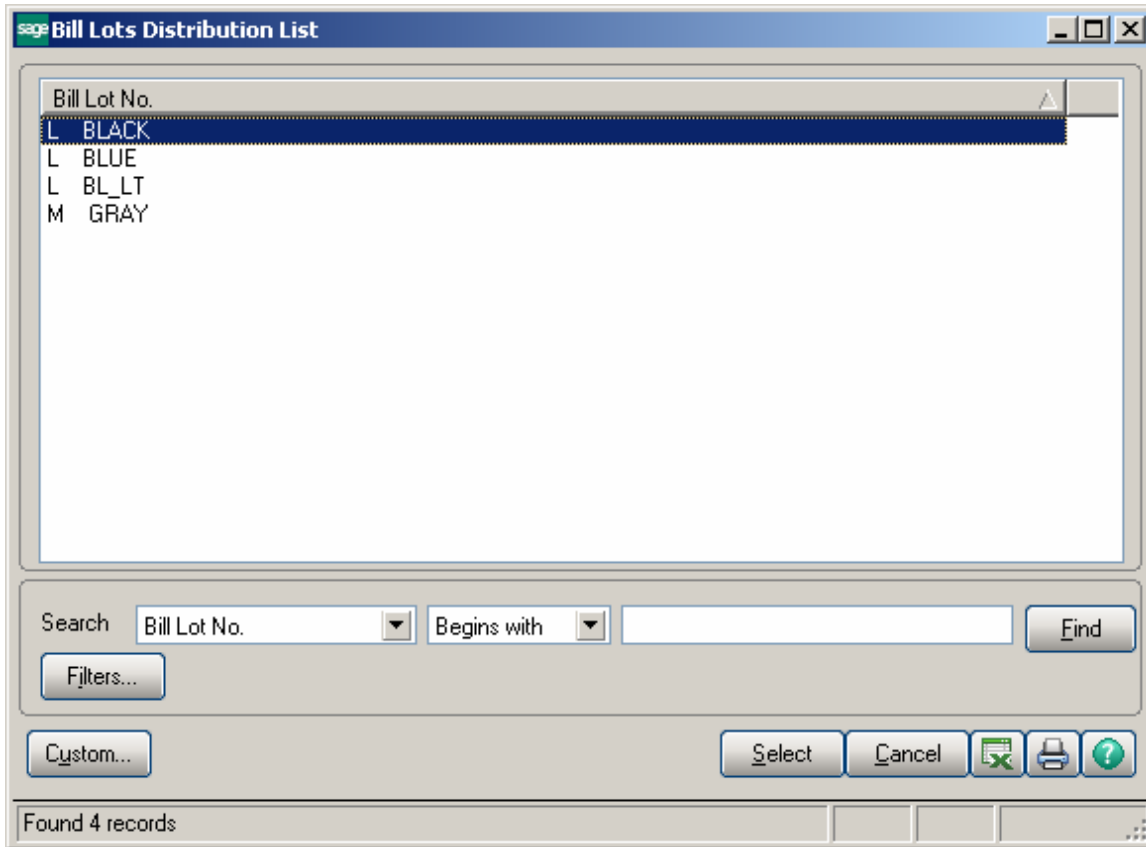 sage Bill Lots Distribution List
Bill Lot No.
L BLACK
L BLUE
L BL_LT
M GRAY
Search Bill Lot No. Begins with Find
Filters...
Custom... Select Cancel ?
Found 4 records